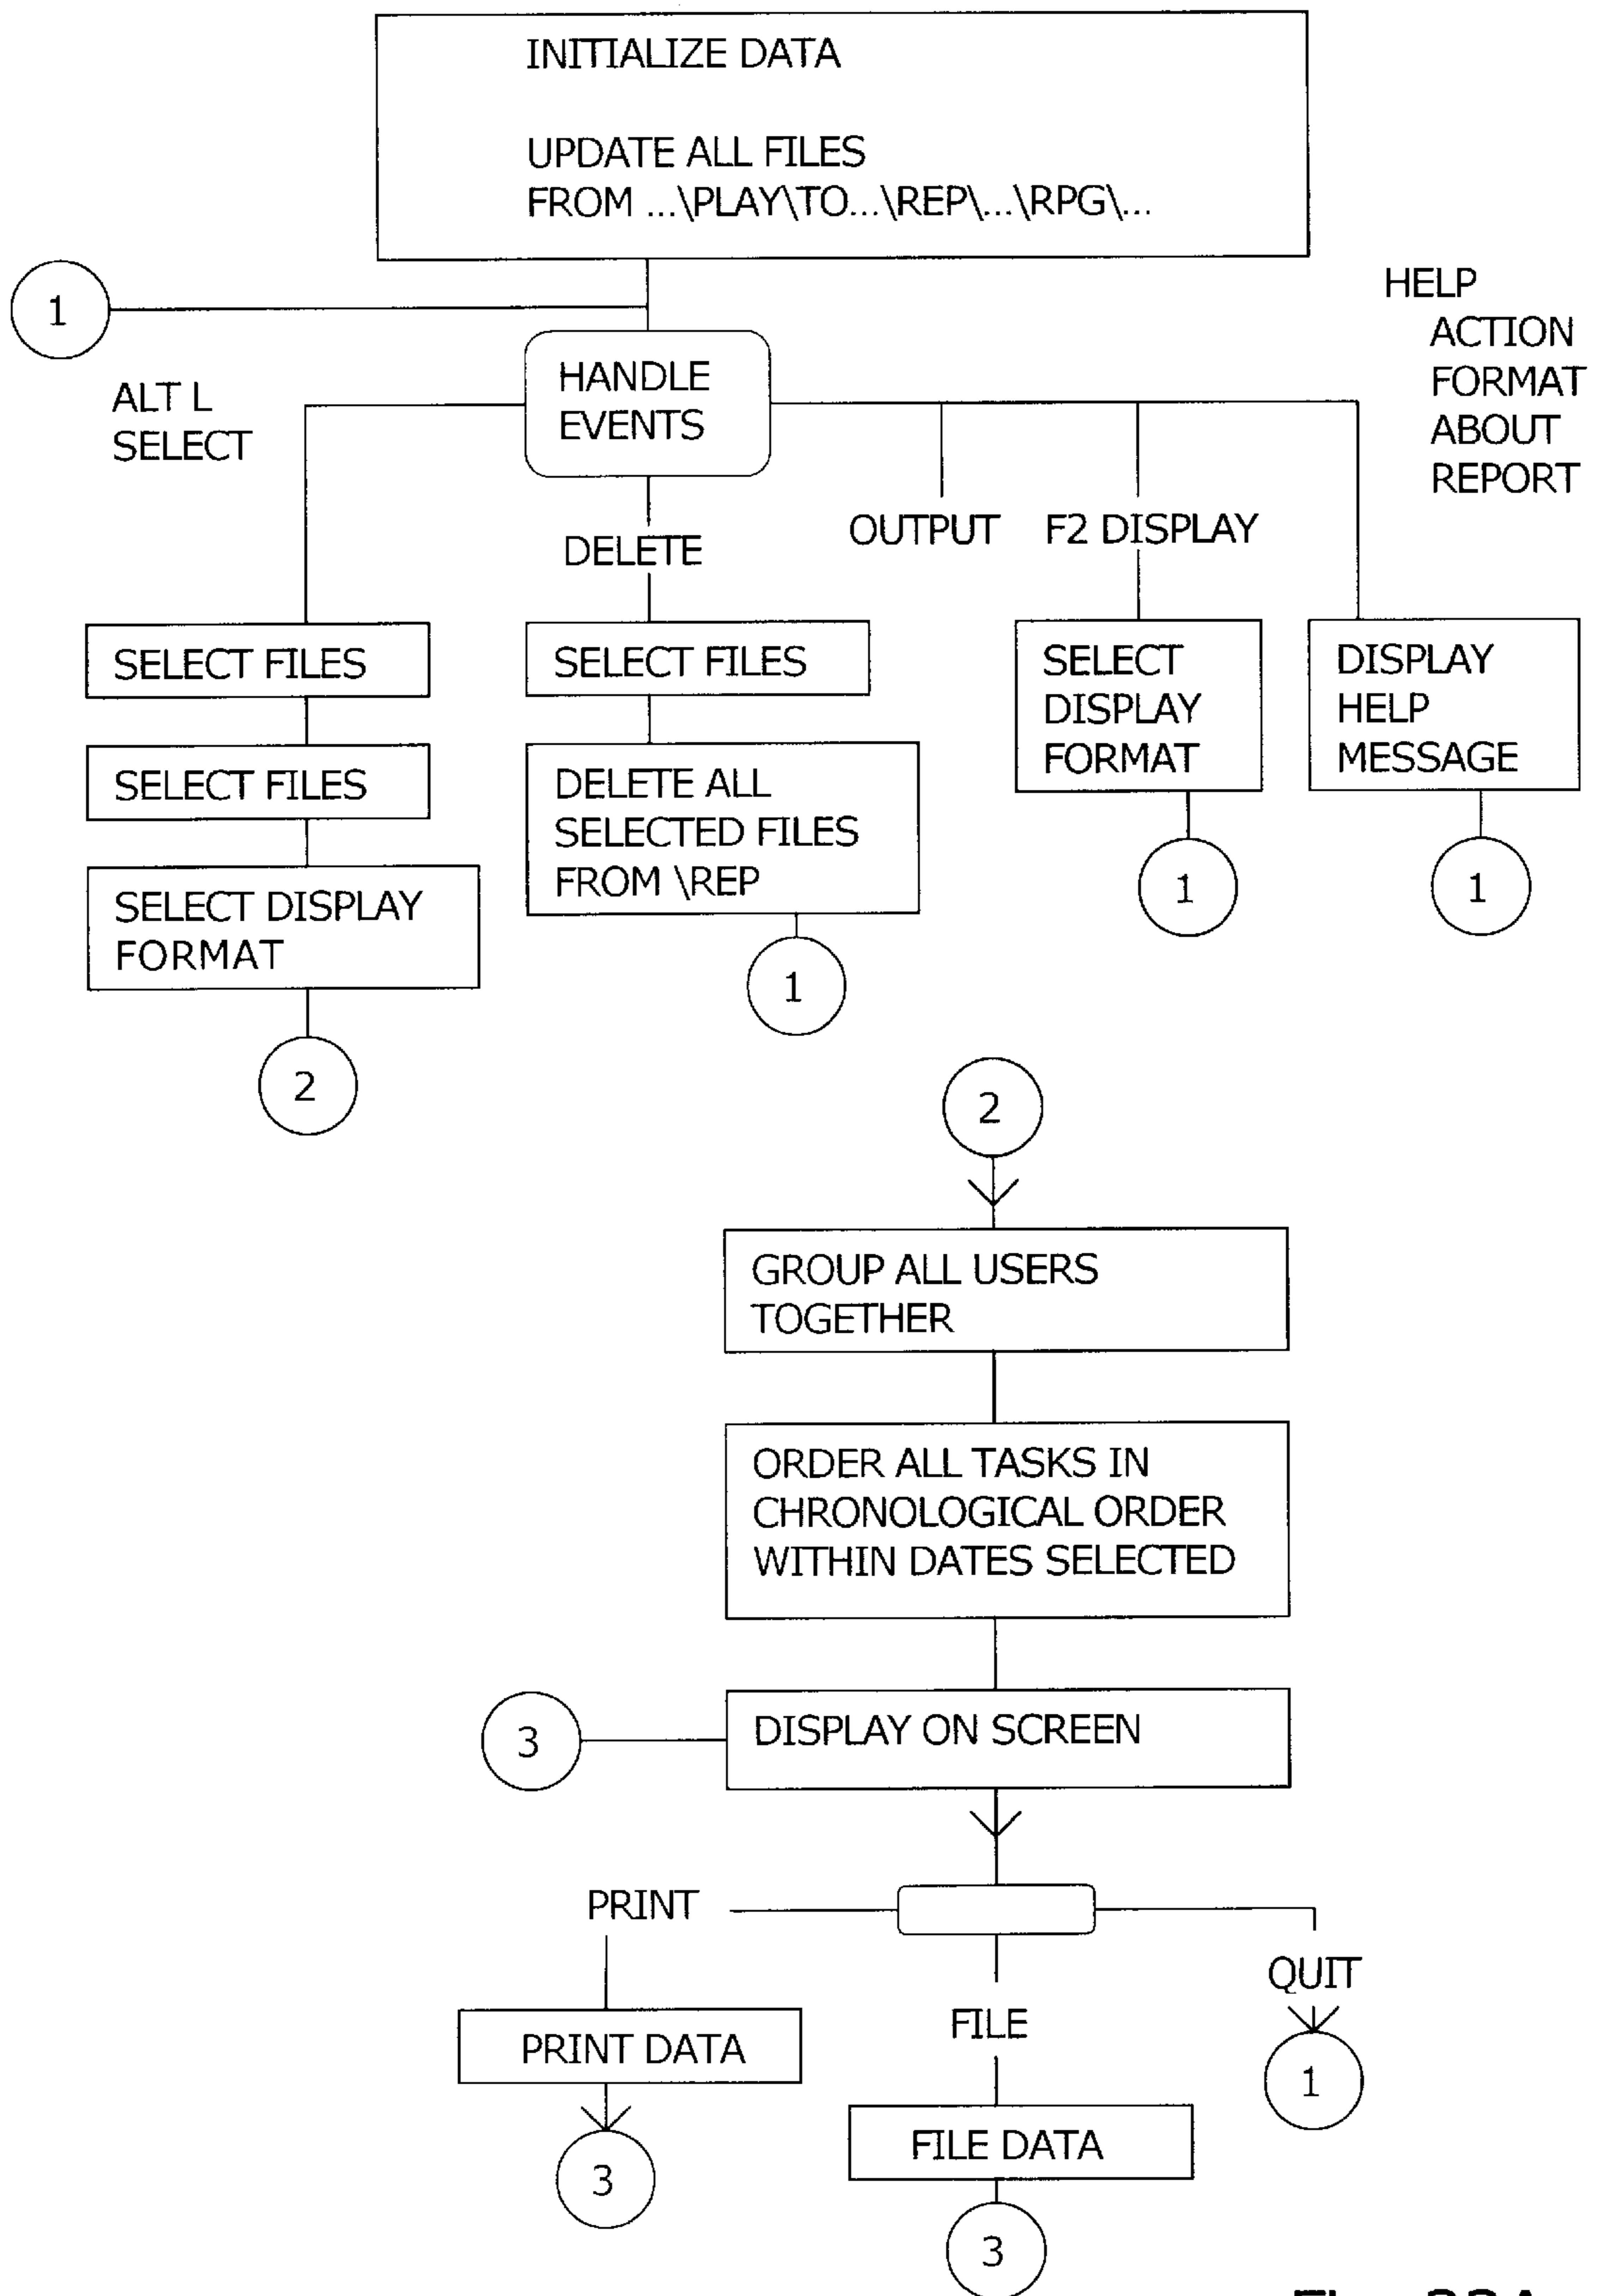 INITIALIZE DATA
UPDATE ALL FILES
FROM ...\PLAY\TO...\REP\...\RPG\...
1
HELP
ACTION
FORMAT
ABOUT
REPORT
HANDLE
EVENTS
ALT L
SELECT
DELETE
OUTPUT
F2 DISPLAY
SELECT FILES
SELECT FILES
SELECT DISPLAY
FORMAT
2
SELECT FILES
DELETE ALL
SELECTED FILES
FROM \REP
1
SELECT
DISPLAY
FORMAT
1
DISPLAY
HELP
MESSAGE
1
2
GROUP ALL USERS
TOGETHER
ORDER ALL TASKS IN
CHRONOLOGICAL ORDER
WITHIN DATES SELECTED
3
DISPLAY ON SCREEN
PRINT
PRINT DATA
3
FILE
FILE DATA
3
QUIT
1